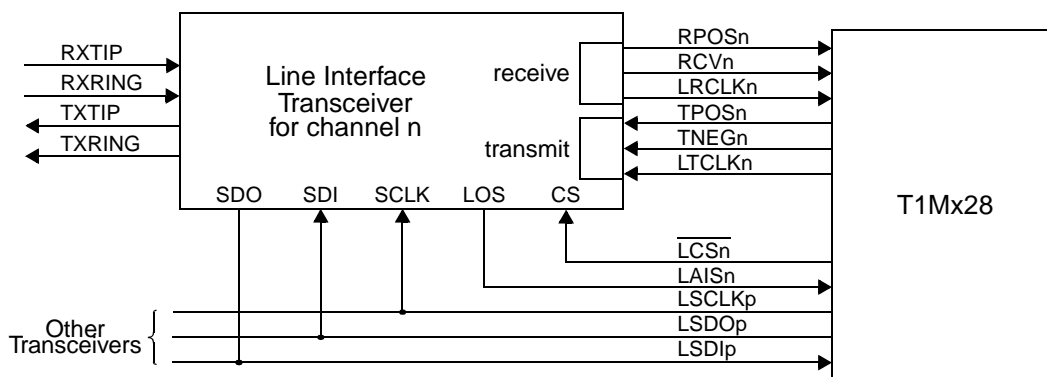 RXTIP
RXRING
TXTIP
TXRING
Line Interface
Transceiver
for channel n
receive
transmit
SDO SDI SCLK LOS CS
RPOSn
RCVn
LRCLKn
TPOSn
TNEGn
LTCLKn
LCSn
LAISn
LSCLKp
LSDOp
LSDIp
T1Mx28
Other
Transceivers